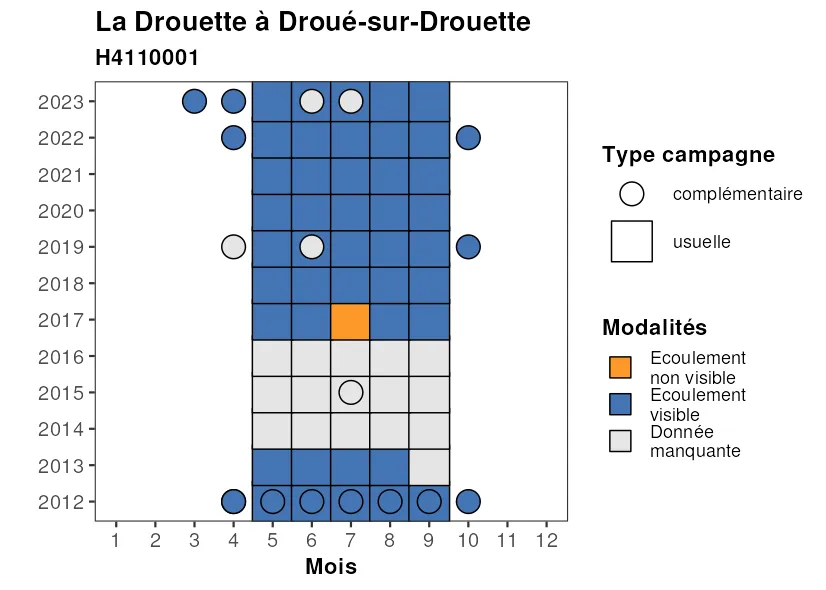 La Drouette à Droué-sur-Drouette
H4110001
2023
2022
2021
2020
2019
2018
2017
2016
2015
2014
2013
2012
1 2 3 4 5 6 7 8 9 10 11 12
Mois
Type campagne
complémentaire
usuelle
Modalités
Ecoulement
non visible
Ecoulement
visible
Donnée
manquante